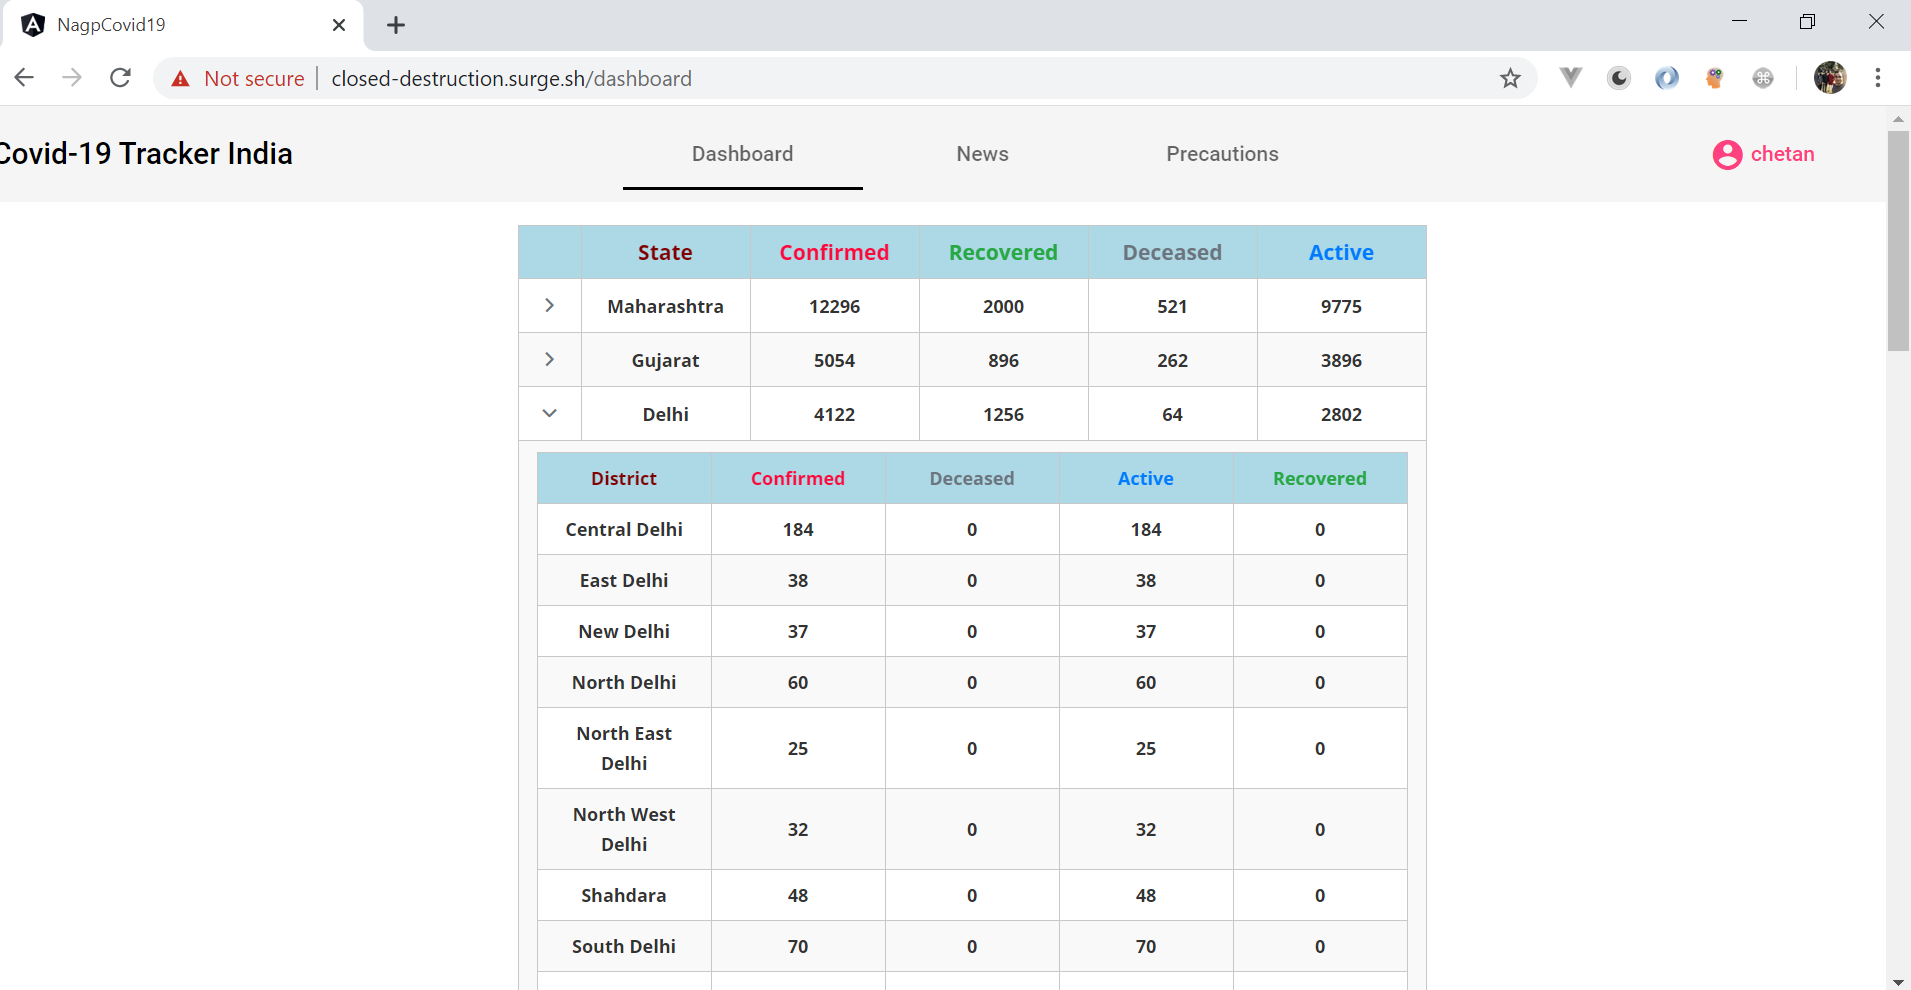 NagpCovid19
Not secure closed-destruction.surge.sh/dashboard
Covid-19 Tracker India Dashboard News Precautions chetan
State Confirmed Recovered Deceased Active
Maharashtra 12296 2000 521 9775
Gujarat 5054 896 262 3896
Delhi 4122 1256 64 2802
District Confirmed Deceased Active Recovered
Central Delhi 184 0 184 0
East Delhi 38 0 38 0
New Delhi 37 0 37 0
North Delhi 60 0 60 0
North East
Delhi 25 0 25 0
North West
Delhi 32 0 32 0
Shahdara 48 0 48 0
South Delhi 70 0 70 0